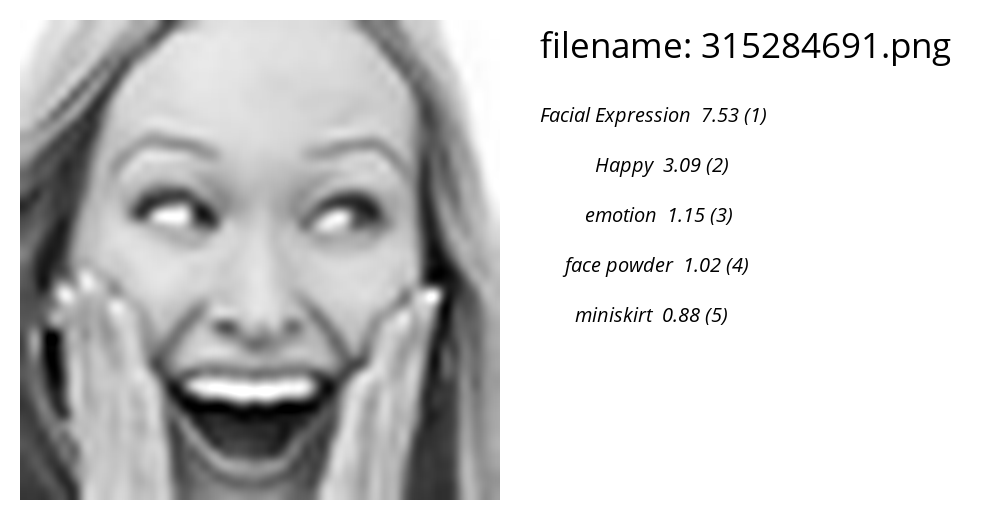 filename: 315284691.png
Facial Expression 7.53 (1)
Happy 3.09 (2)
emotion 1.15 (3)
face powder 1.02 (4)
miniskirt 0.88 (5)